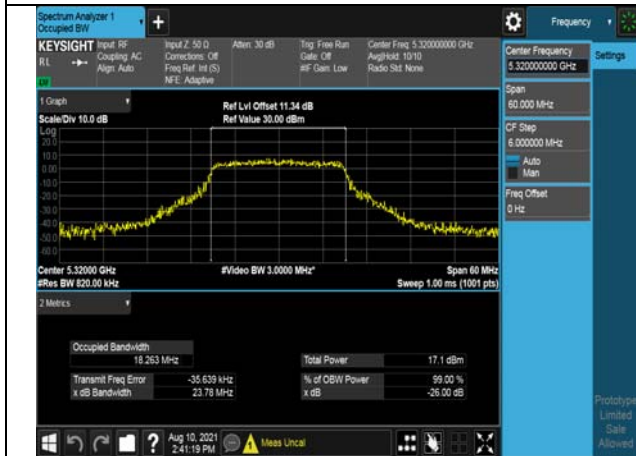 Spectrum Analyzer 1
Occupied BW
+
Frequency
KEYSIGHT
Input: RF
Coupling: AC
Align: Auto
RL
Input Z: 50 Ω
Corrections: Off
Freq Ref: Int (S)
NFE: Adaptive
Atten: 30 dB
Trig: Free Run
Gate: Off
#IF Gain: Low
Center Freq: 5.320000000 GHz
Avg|Hold: 10/10
Radio Std: None
1 Graph
Scale/Div 10.0 dB
Ref Lvl Offset 11.34 dB
Ref Value 30.00 dBm
Log
20.0
10.0
0.00
-10.0
-20.0
-30.0
-40.0
-50.0
-60.0
Center 5.32000 GHz
#Res BW 820.00 kHz
#Video BW 3.0000 MHz*
Span 60 MHz
Sweep 1.00 ms (1001 pts)
2 Metrics
Occupied Bandwidth
18.263 MHz
Total Power 17.1 dBm
Transmit Freq Error -35.639 kHz
% of OBW Power 99.00 %
x dB Bandwidth 23.78 MHz
x dB -26.00 dB
Center Frequency
5.320000000 GHz
Settings
Span
60.000 MHz
CF Step
6.000000 MHz
Auto
Man
Freq Offset
0 Hz
Prototype
Limited
Sale
Allowed
?
Aug 10, 2021
2:41:19 PM
Meas Uncal